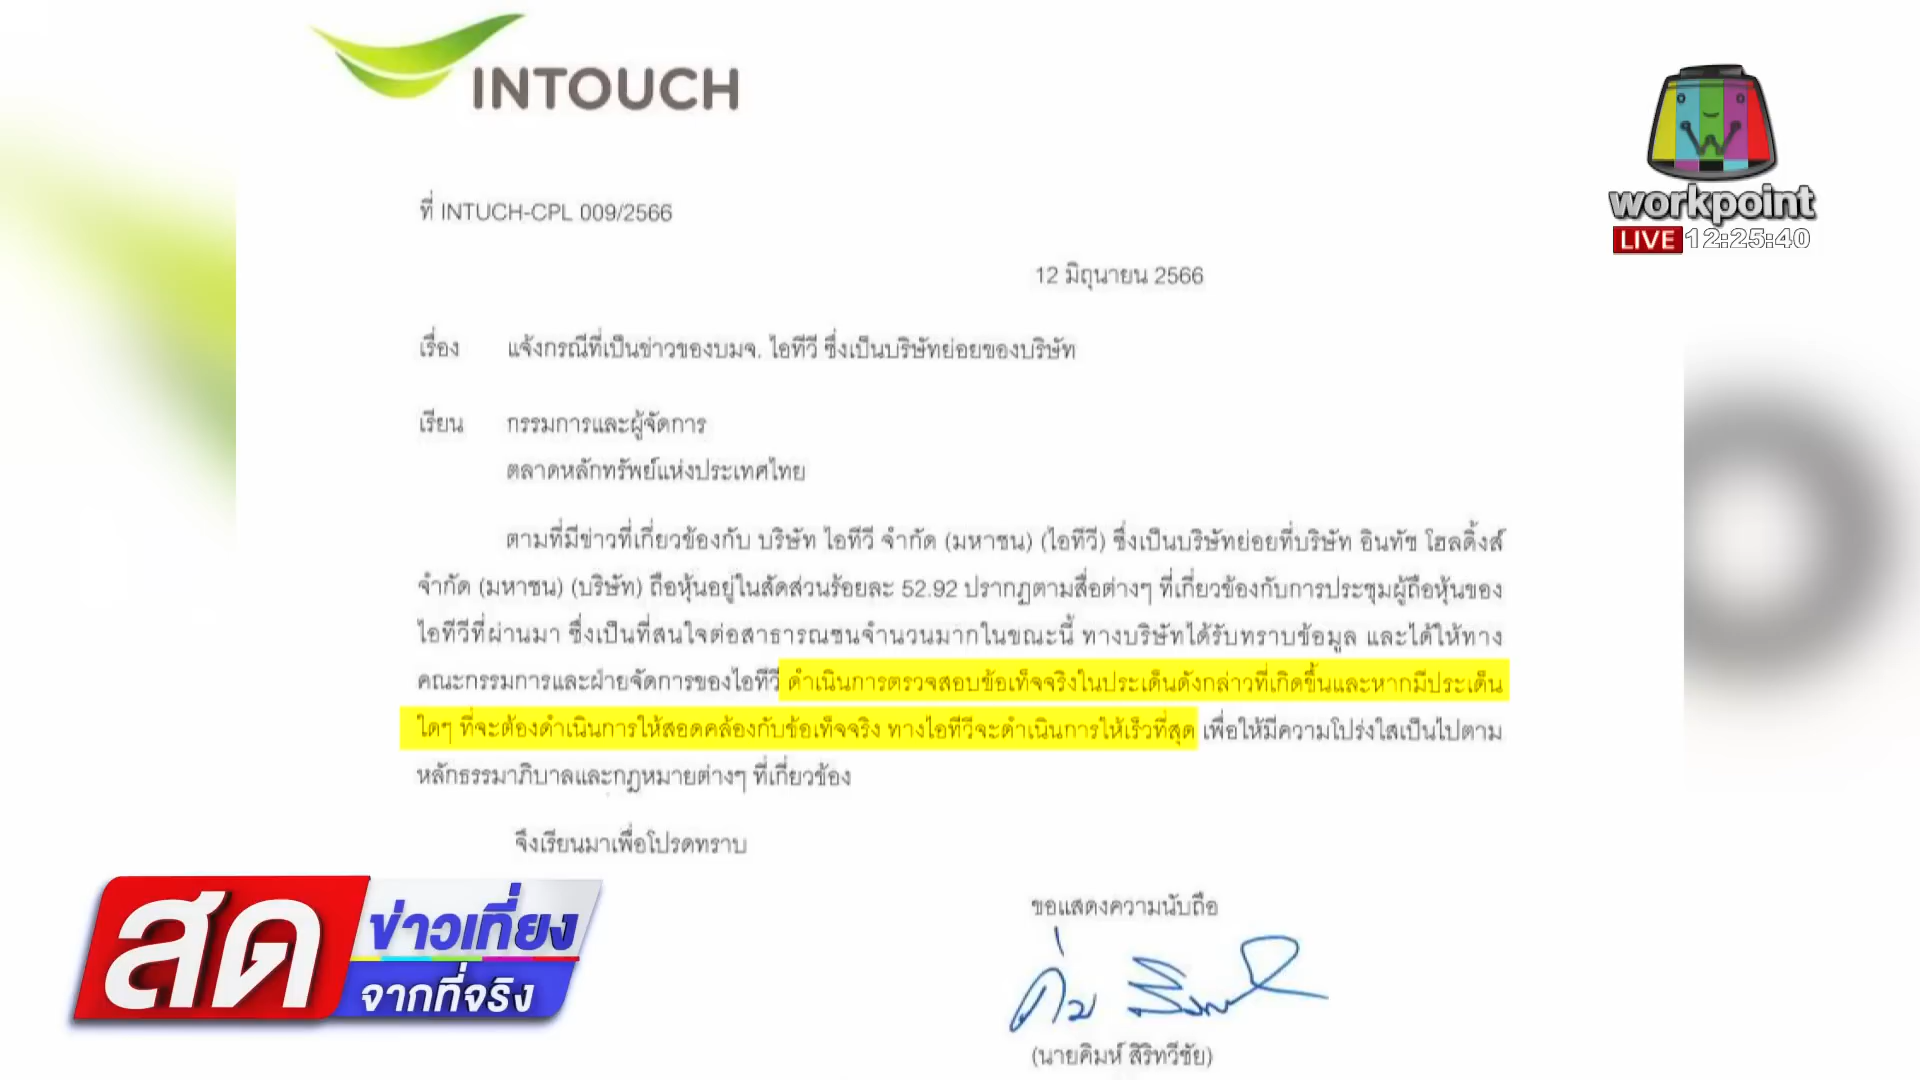 INTOUCH
workpoint
LIVE 12:25:40
ที่ INTUCH-CPL 009/2566
12 มิถุนายน 2566
เรื่อง แจ้งกรณีที่เป็นข่าวของบมจ. ไอทีวี ซึ่งเป็นบริษัทย่อยของบริษัท
เรียน กรรมการและผู้จัดการ
ตลาดหลักทรัพย์แห่งประเทศไทย
ตามที่มีข่าวที่เกี่ยวข้องกับ บริษัท ไอทีวี จำกัด (มหาชน) (ไอทีวี) ซึ่งเป็นบริษัทย่อยที่บริษัท อินทัช โฮลดิ้งส์
จำกัด (มหาชน) (บริษัท) ถือหุ้นอยู่ในสัดส่วนร้อยละ 52.92 ปรากฏตามสื่อต่างๆ ที่เกี่ยวข้องกับการประชุมผู้ถือหุ้นของ
ไอทีวีที่ผ่านมา ซึ่งเป็นที่สนใจต่อสาธารณชนจำนวนมากในขณะนี้ ทางบริษัทได้รับทราบข้อมูล และได้ให้ทาง
คณะกรรมการและฝ่ายจัดการของไอทีวี ดำเนินการตรวจสอบข้อเท็จจริงในประเด็นดังกล่าวที่เกิดขึ้นและหากมีประเด็น
ใดๆ ที่จะต้องดำเนินการให้สอดคล้องกับข้อเท็จจริง ทางไอทีวีจะดำเนินการให้เร็วที่สุด เพื่อให้มีความโปร่งใสเป็นไปตาม
หลักธรรมาภิบาลและกฎหมายต่างๆ ที่เกี่ยวข้อง
จึงเรียนมาเพื่อโปรดทราบ
ขอแสดงความนับถือ
(นายคิมห์ สิริทวีชัย)
สด ข่าวเที่ยง
จากที่จริง